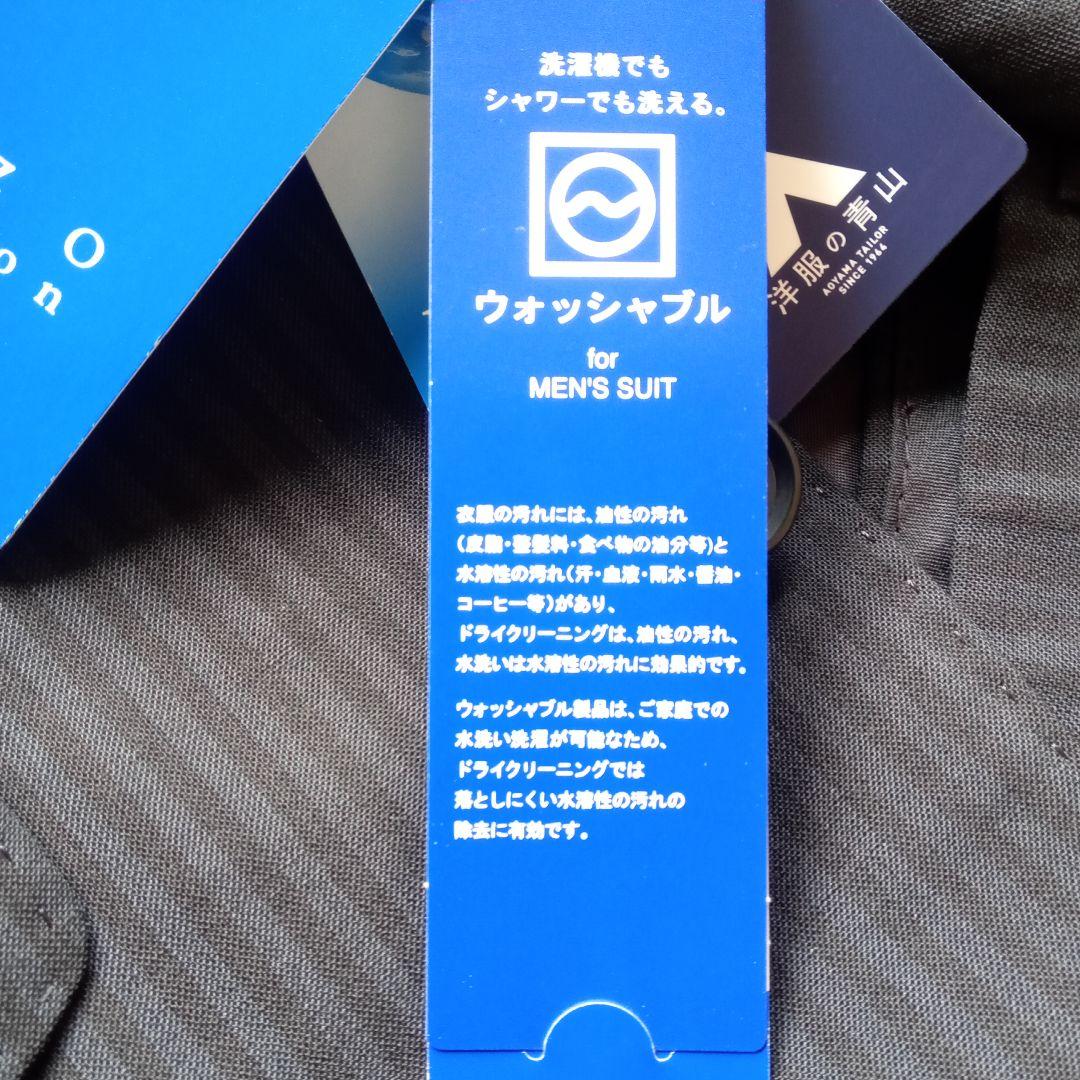 洗濯機でも
シャワーでも洗える。
ウォッシャブル
for
MEN'S SUIT
衣服の汚れには、油性の汚れ
(皮脂・整髪料・食べ物の油分等)と
水溶性の汚れ(汗・血液・雨水・醤油・
コーヒー等)があり、
ドライクリーニングは、油性の汚れ、
水洗いは水溶性の汚れに効果的です。
ウォッシャブル製品は、ご家庭での
水洗い洗濯が可能なため、
ドライクリーニングでは
落としにくい水溶性の汚れの
除去に有効です。
洋服の青山
AOYAMA TAILOR
SINCE 1964
Z O
on